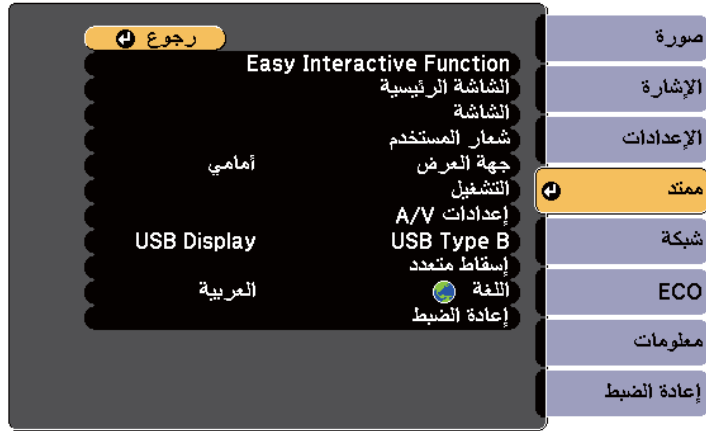 رجوع
Easy Interactive Function
الشاشة الرئيسية
الشاشة
شعار المستخدم
جهة العرض أمامي
التشغيل
إعدادات A/V
USB Type B USB Display
إسقاط متعدد
اللغة العربية
إعادة الضبط
صورة
الإشارة
الإعدادات
ممتد
شبكة
ECO
معلومات
إعادة الضبط